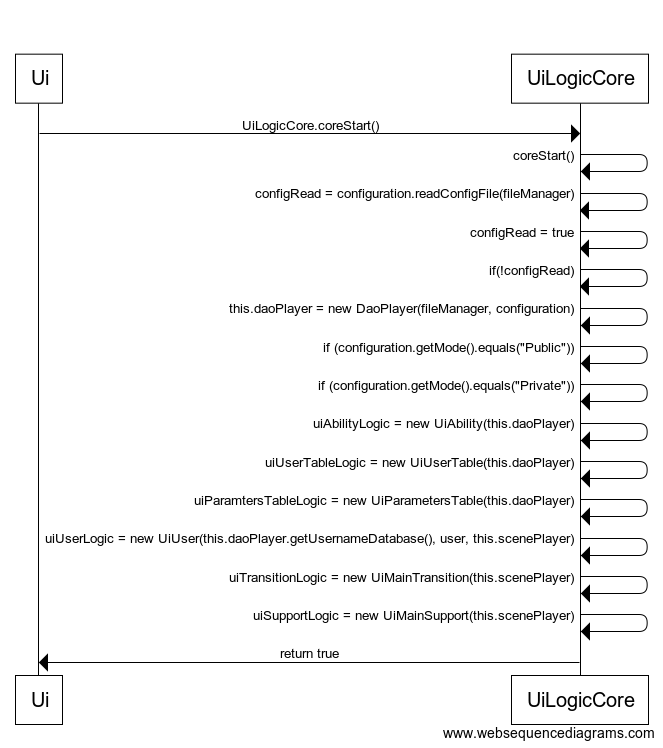 Ui UiLogicCore
UiLogicCore.coreStart()
coreStart()
configRead = configuration.readConfigFile(fileManager)
configRead = true
if(!configRead)
this.daoPlayer = new DaoPlayer(fileManager, configuration)
if (configuration.getMode().equals("Public"))
if (configuration.getMode().equals("Private"))
uiAbilityLogic = new UiAbility(this.daoPlayer)
uiUserTableLogic = new UiUserTable(this.daoPlayer)
uiParamtersTableLogic = new UiParametersTable(this.daoPlayer)
uiUserLogic = new UiUser(this.daoPlayer.getUsernameDatabase(), user, this.scenePlayer)
uiTransitionLogic = new UiMainTransition(this.scenePlayer)
uiSupportLogic = new UiMainSupport(this.scenePlayer)
return true
Ui UiLogicCore
www.websequencediagrams.com